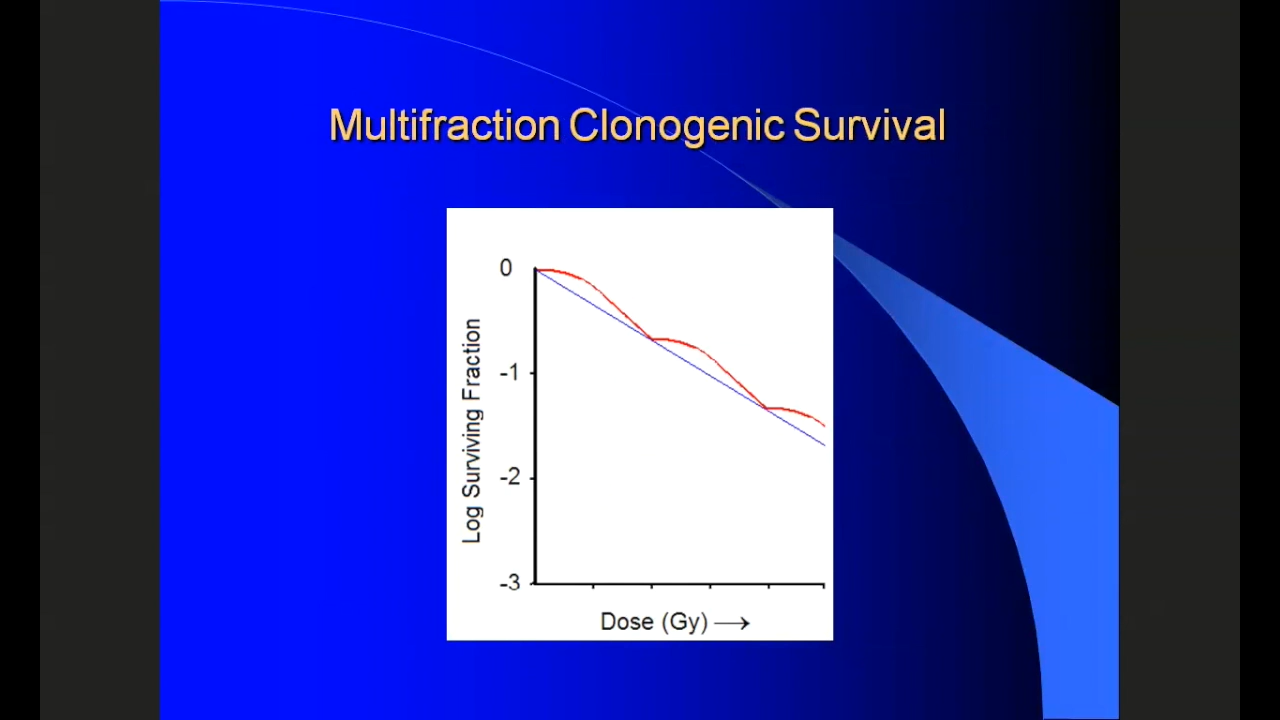 Multifraction Clonogenic Survival
0
-1
-2
-3
Log Surviving Fraction
Dose (Gy) →